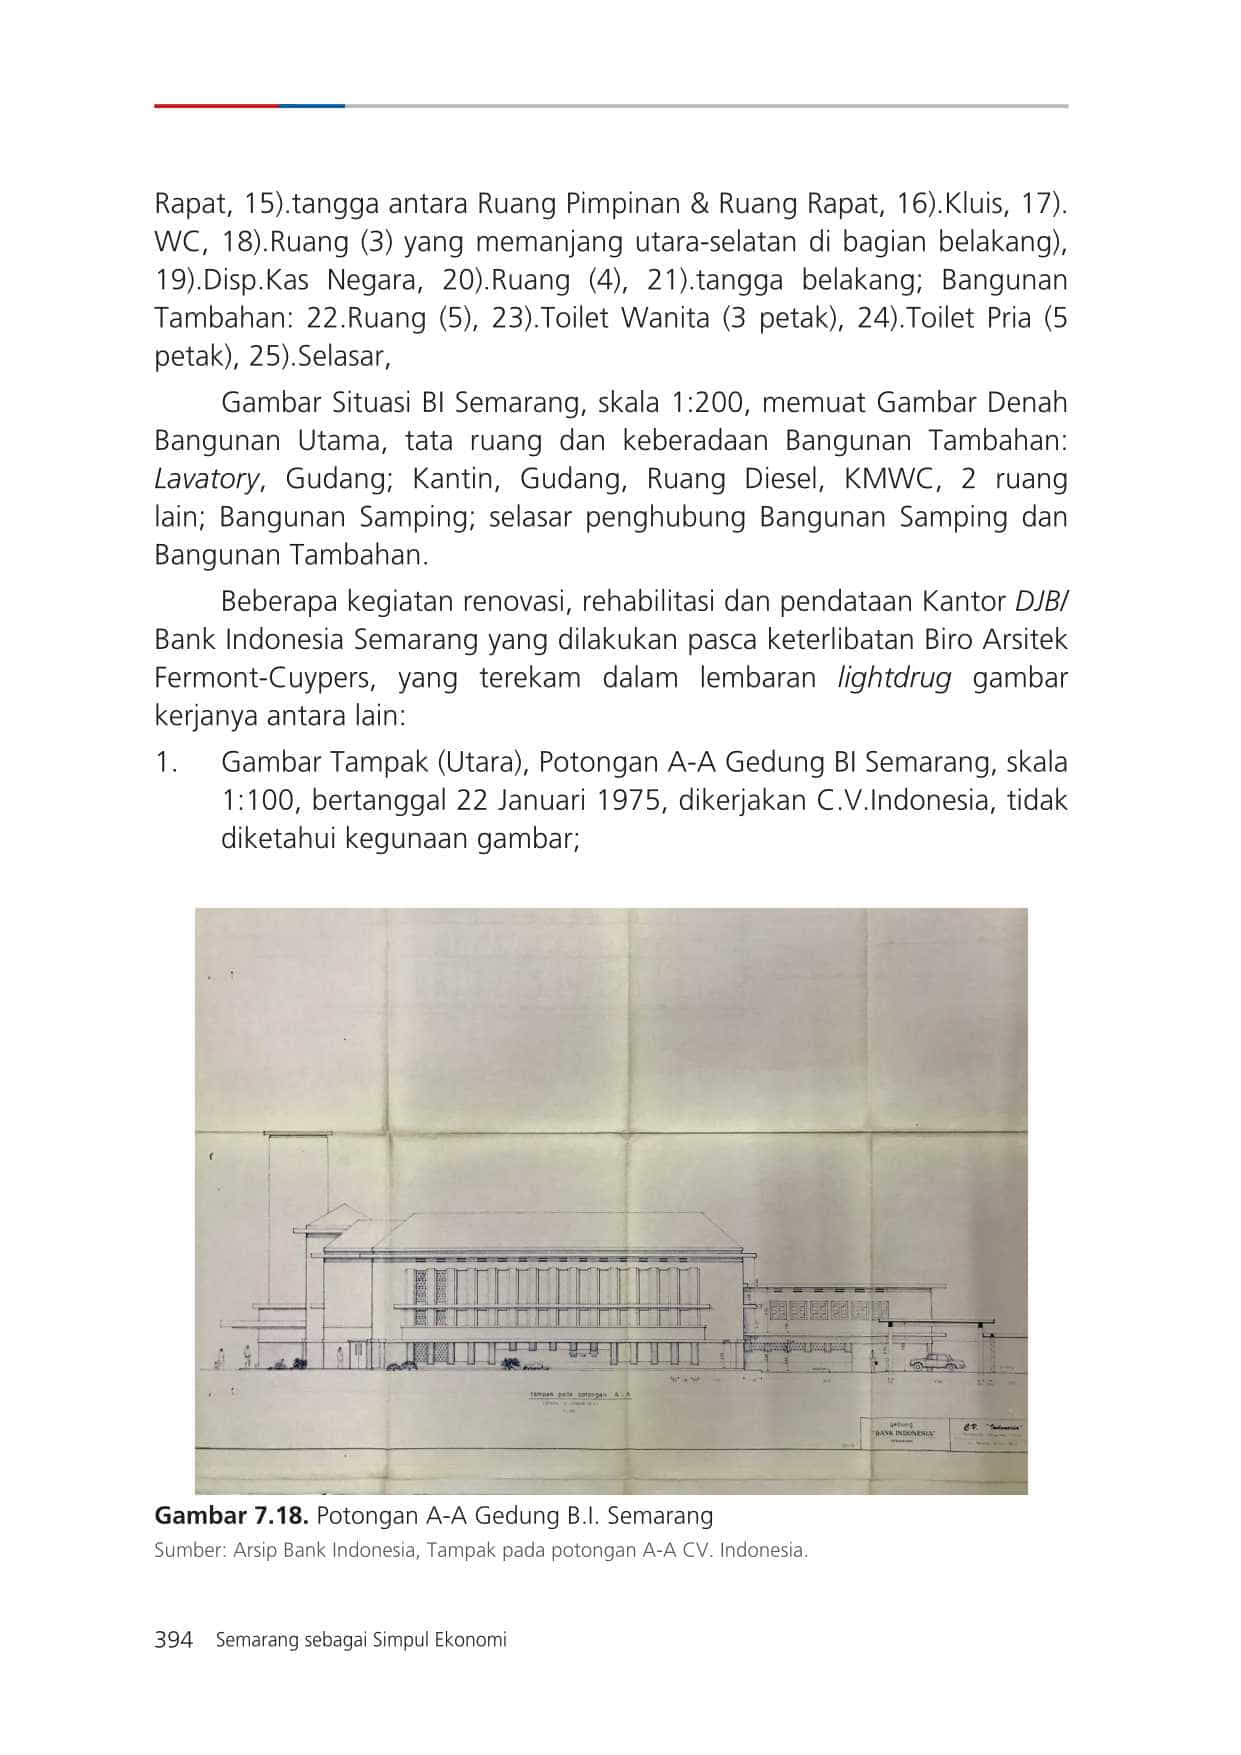 Rapat, 15).tangga antara Ruang Pimpinan & Ruang Rapat, 16).Kluis, 17).
WC, 18).Ruang (3) yang memanjang utara-selatan di bagian belakang),
19).Disp.Kas Negara, 20).Ruang (4), 21).tangga belakang; Bangunan
Tambahan: 22.Ruang (5), 23).Toilet Wanita (3 petak), 24).Toilet Pria (5
petak), 25).Selasar,
Gambar Situasi BI Semarang, skala 1:200, memuat Gambar Denah
Bangunan Utama, tata ruang dan keberadaan Bangunan Tambahan:
Lavatory, Gudang; Kantin, Gudang, Ruang Diesel, KMWC, 2 ruang
lain; Bangunan Samping; selasar penghubung Bangunan Samping dan
Bangunan Tambahan.
Beberapa kegiatan renovasi, rehabilitasi dan pendataan Kantor DJB/
Bank Indonesia Semarang yang dilakukan pasca keterlibatan Biro Arsitek
Fermont-Cuypers, yang terekam dalam lembaran lightdrug gambar
kerjanya antara lain:
1. Gambar Tampak (Utara), Potongan A-A Gedung BI Semarang, skala
1:100, bertanggal 22 Januari 1975, dikerjakan C.V.Indonesia, tidak
diketahui kegunaan gambar;
Tampak pada potongan A-A
gedung
"BANK INDONESIA"
C.V. "Indonesia"
Gambar 7.18. Potongan A-A Gedung B.I. Semarang
Sumber: Arsip Bank Indonesia, Tampak pada potongan A-A CV. Indonesia.
394 Semarang sebagai Simpul Ekonomi